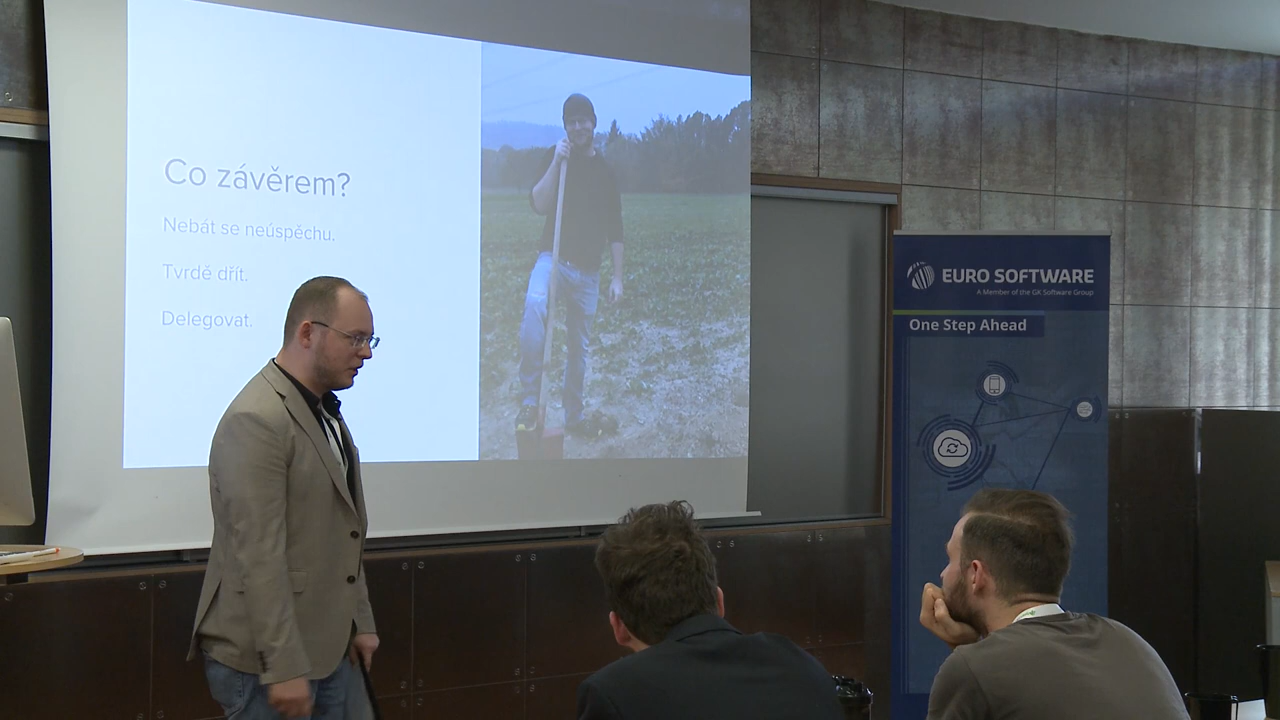 Co závěrem?
Nebát se neúspěchu.
Tvrdě dřít.
Delegovat.
EURO SOFTWARE
A Member of the GK Software Group
One Step Ahead